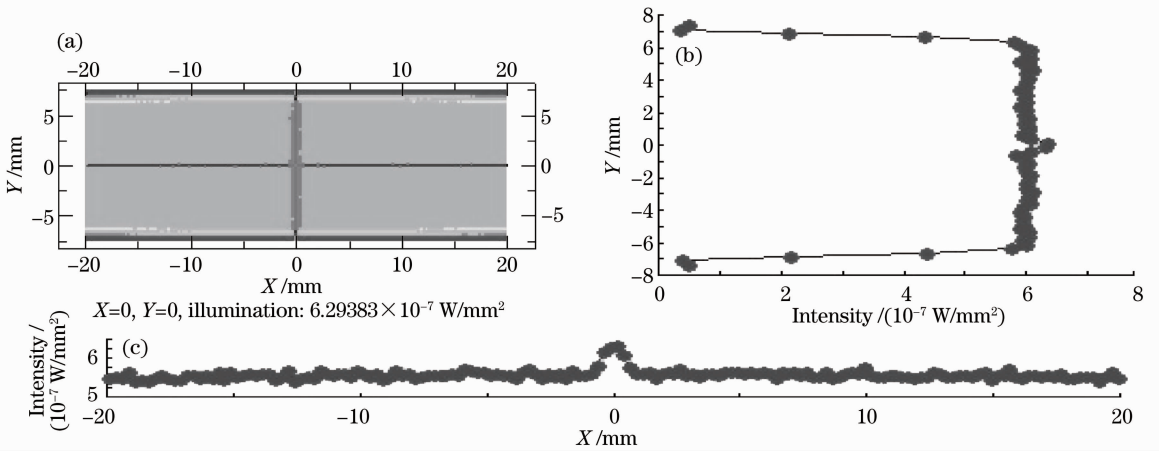 (a)
−20 −10 0 10 20
5 5
Y /mm
0 0
−5 −5
−20 −10 0 10 20
X /mm
X=0, Y=0, illumination: 6.29383×10⁻⁷ W/mm²
8
(b)
6
4
2
Y /mm
0
−2
−4
−6
−8
0 2 4 6 8
Intensity /(10⁻⁷ W/mm²)
Intensity /
(10⁻⁷ W/mm²)
(c)
6
5
−20 −10 0 10 20
X /mm